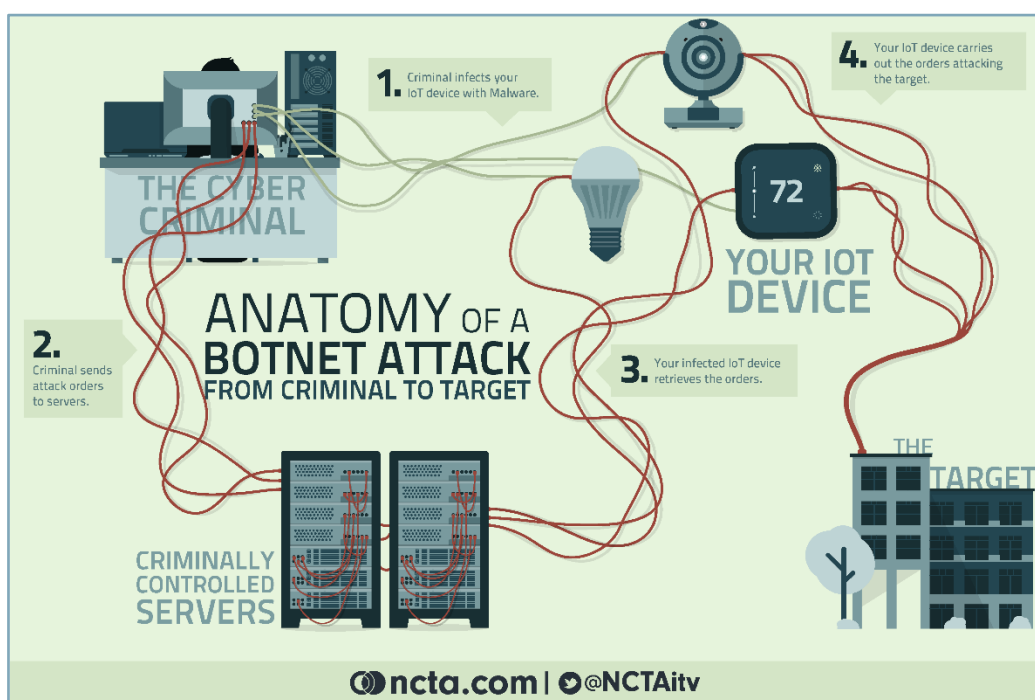 1.
Criminal infects your
IoT device with Malware.
4.
Your IoT device carries
out the orders attacking
the target.
THE CYBER
CRIMINAL
72
YOUR IOT
DEVICE
ANATOMY OF A
BOTNET ATTACK
FROM CRIMINAL TO TARGET
2.
Criminal sends
attack orders
to servers.
3.
Your infected IoT device
retrieves the orders.
THE
TARGET
CRIMINALLY
CONTROLLED
SERVERS
ncta.com | @NCTAitv